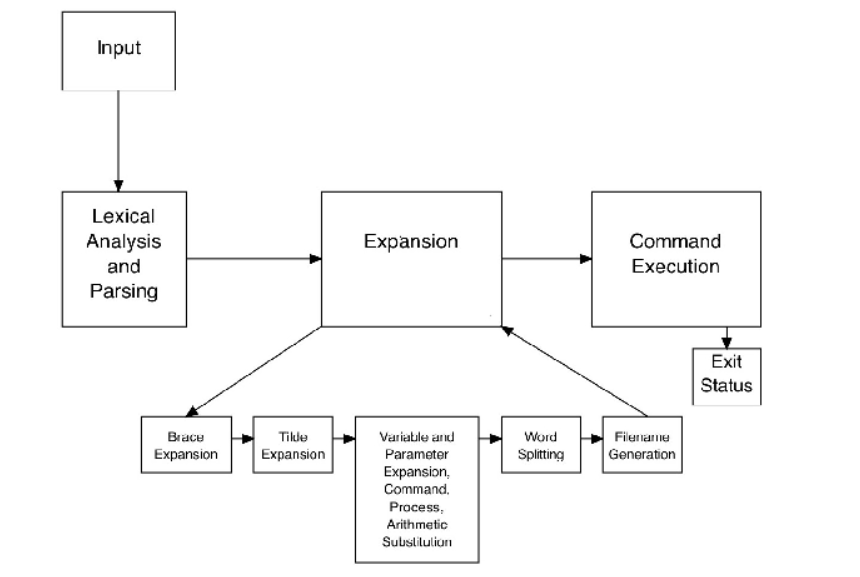 Input
Lexical
Analysis
and
Parsing
Expansion
Command
Execution
Exit
Status
Brace
Expansion
Tilde
Expansion
Variable and
Parameter
Expansion,
Command,
Process,
Arithmetic
Substitution
Word
Splitting
Filename
Generation